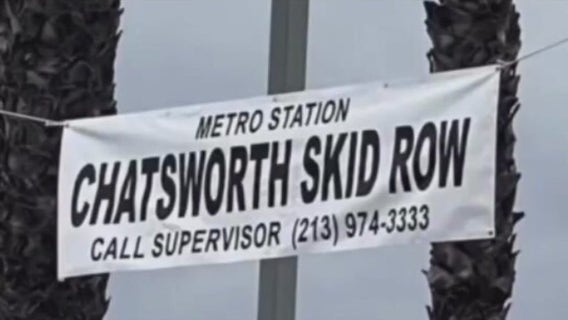 METRO STATION
CHATSWORTH SKID ROW
CALL SUPERVISOR (213) 974-3333